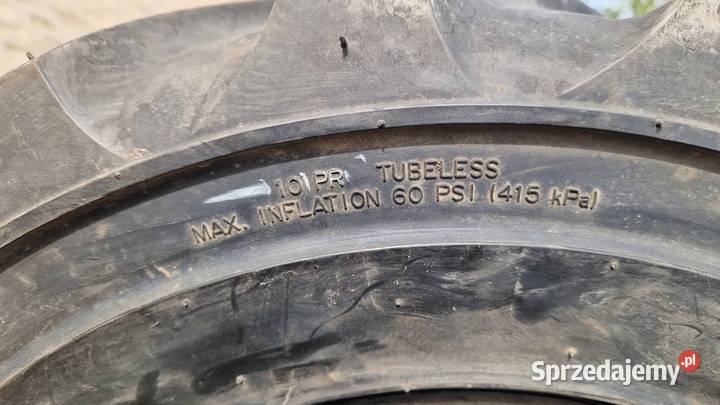 10 PR TUBELESS
MAX. INFLATION 60 PSI (415 kPa)
Sprzedajemy.pl